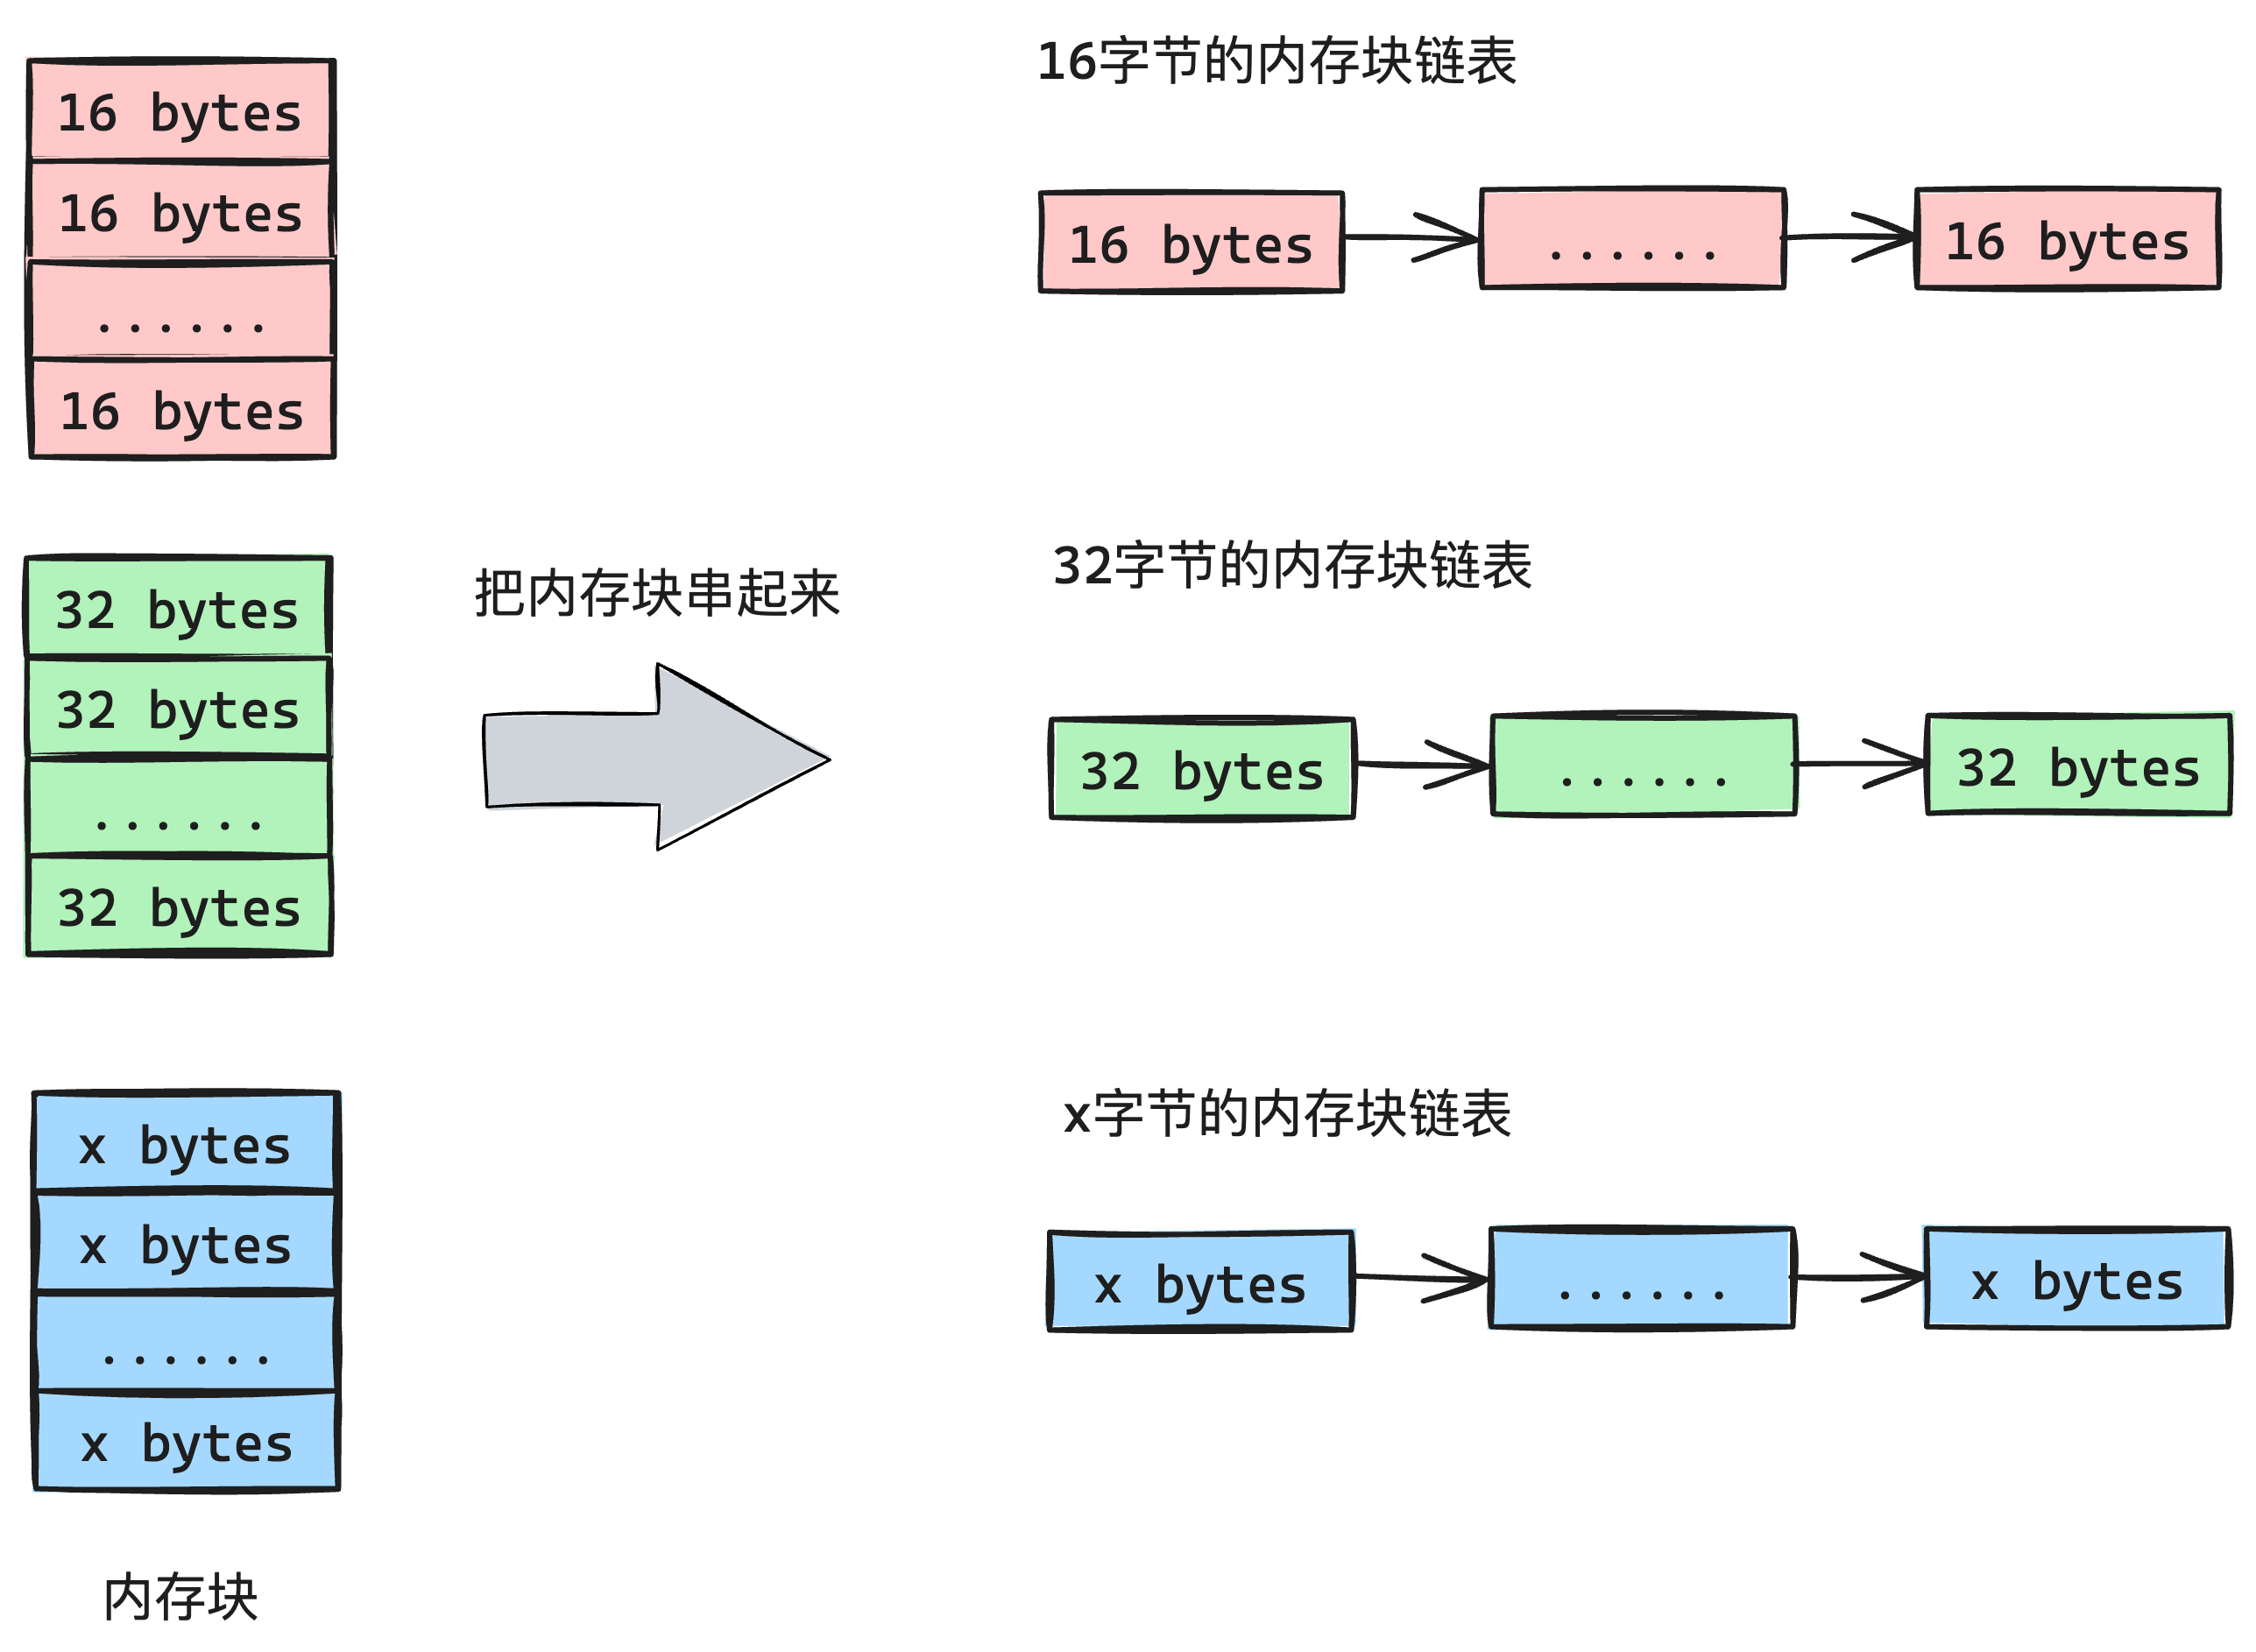 16 bytes
16 bytes
......
16 bytes
32 bytes
32 bytes
......
32 bytes
x bytes
x bytes
......
x bytes
内存块
把内存块串起来
16字节的内存块链表
16 bytes
......
16 bytes
32字节的内存块链表
32 bytes
......
32 bytes
x字节的内存块链表
x bytes
......
x bytes